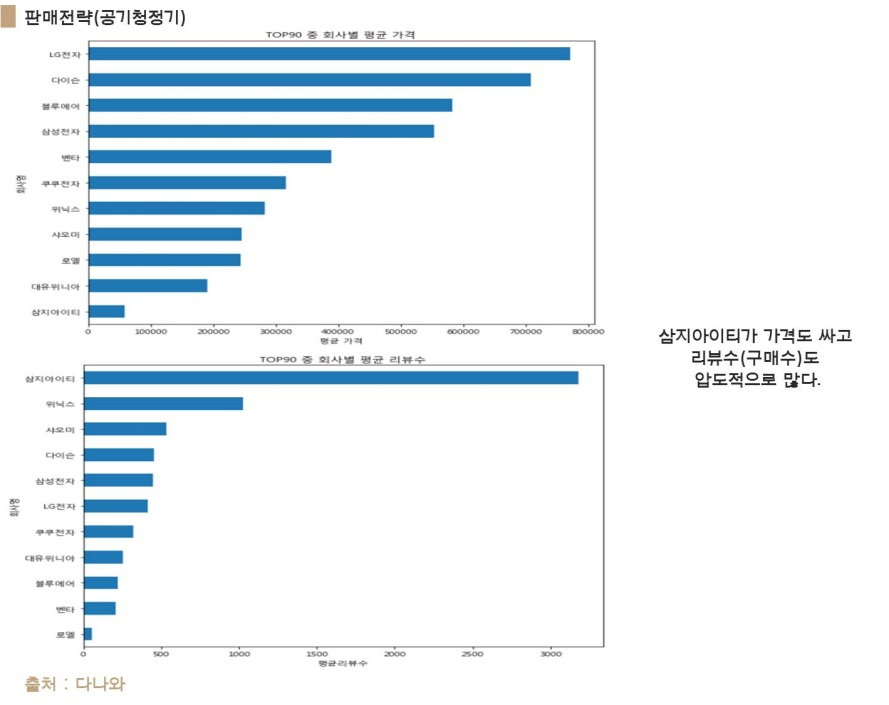 판매전략(공기청정기)
TOP90 중 회사별 평균 가격
LG전자
다이슨
블루에어
삼성전자
벤타
쿠쿠전자
위닉스
샤오미
로엘
대유위니아
삼지아이티
회사명
0 100000 200000 300000 400000 500000 600000 700000 800000
평균 가격
삼지아이티가 가격도 싸고
리뷰수(구매수)도
압도적으로 많다.
TOP90 중 회사별 평균 리뷰수
삼지아이티
위닉스
샤오미
다이슨
삼성전자
LG전자
쿠쿠전자
대유위니아
블루에어
벤타
로엘
회사명
0 500 1000 1500 2000 2500 3000
평균리뷰수
출처 : 다나와